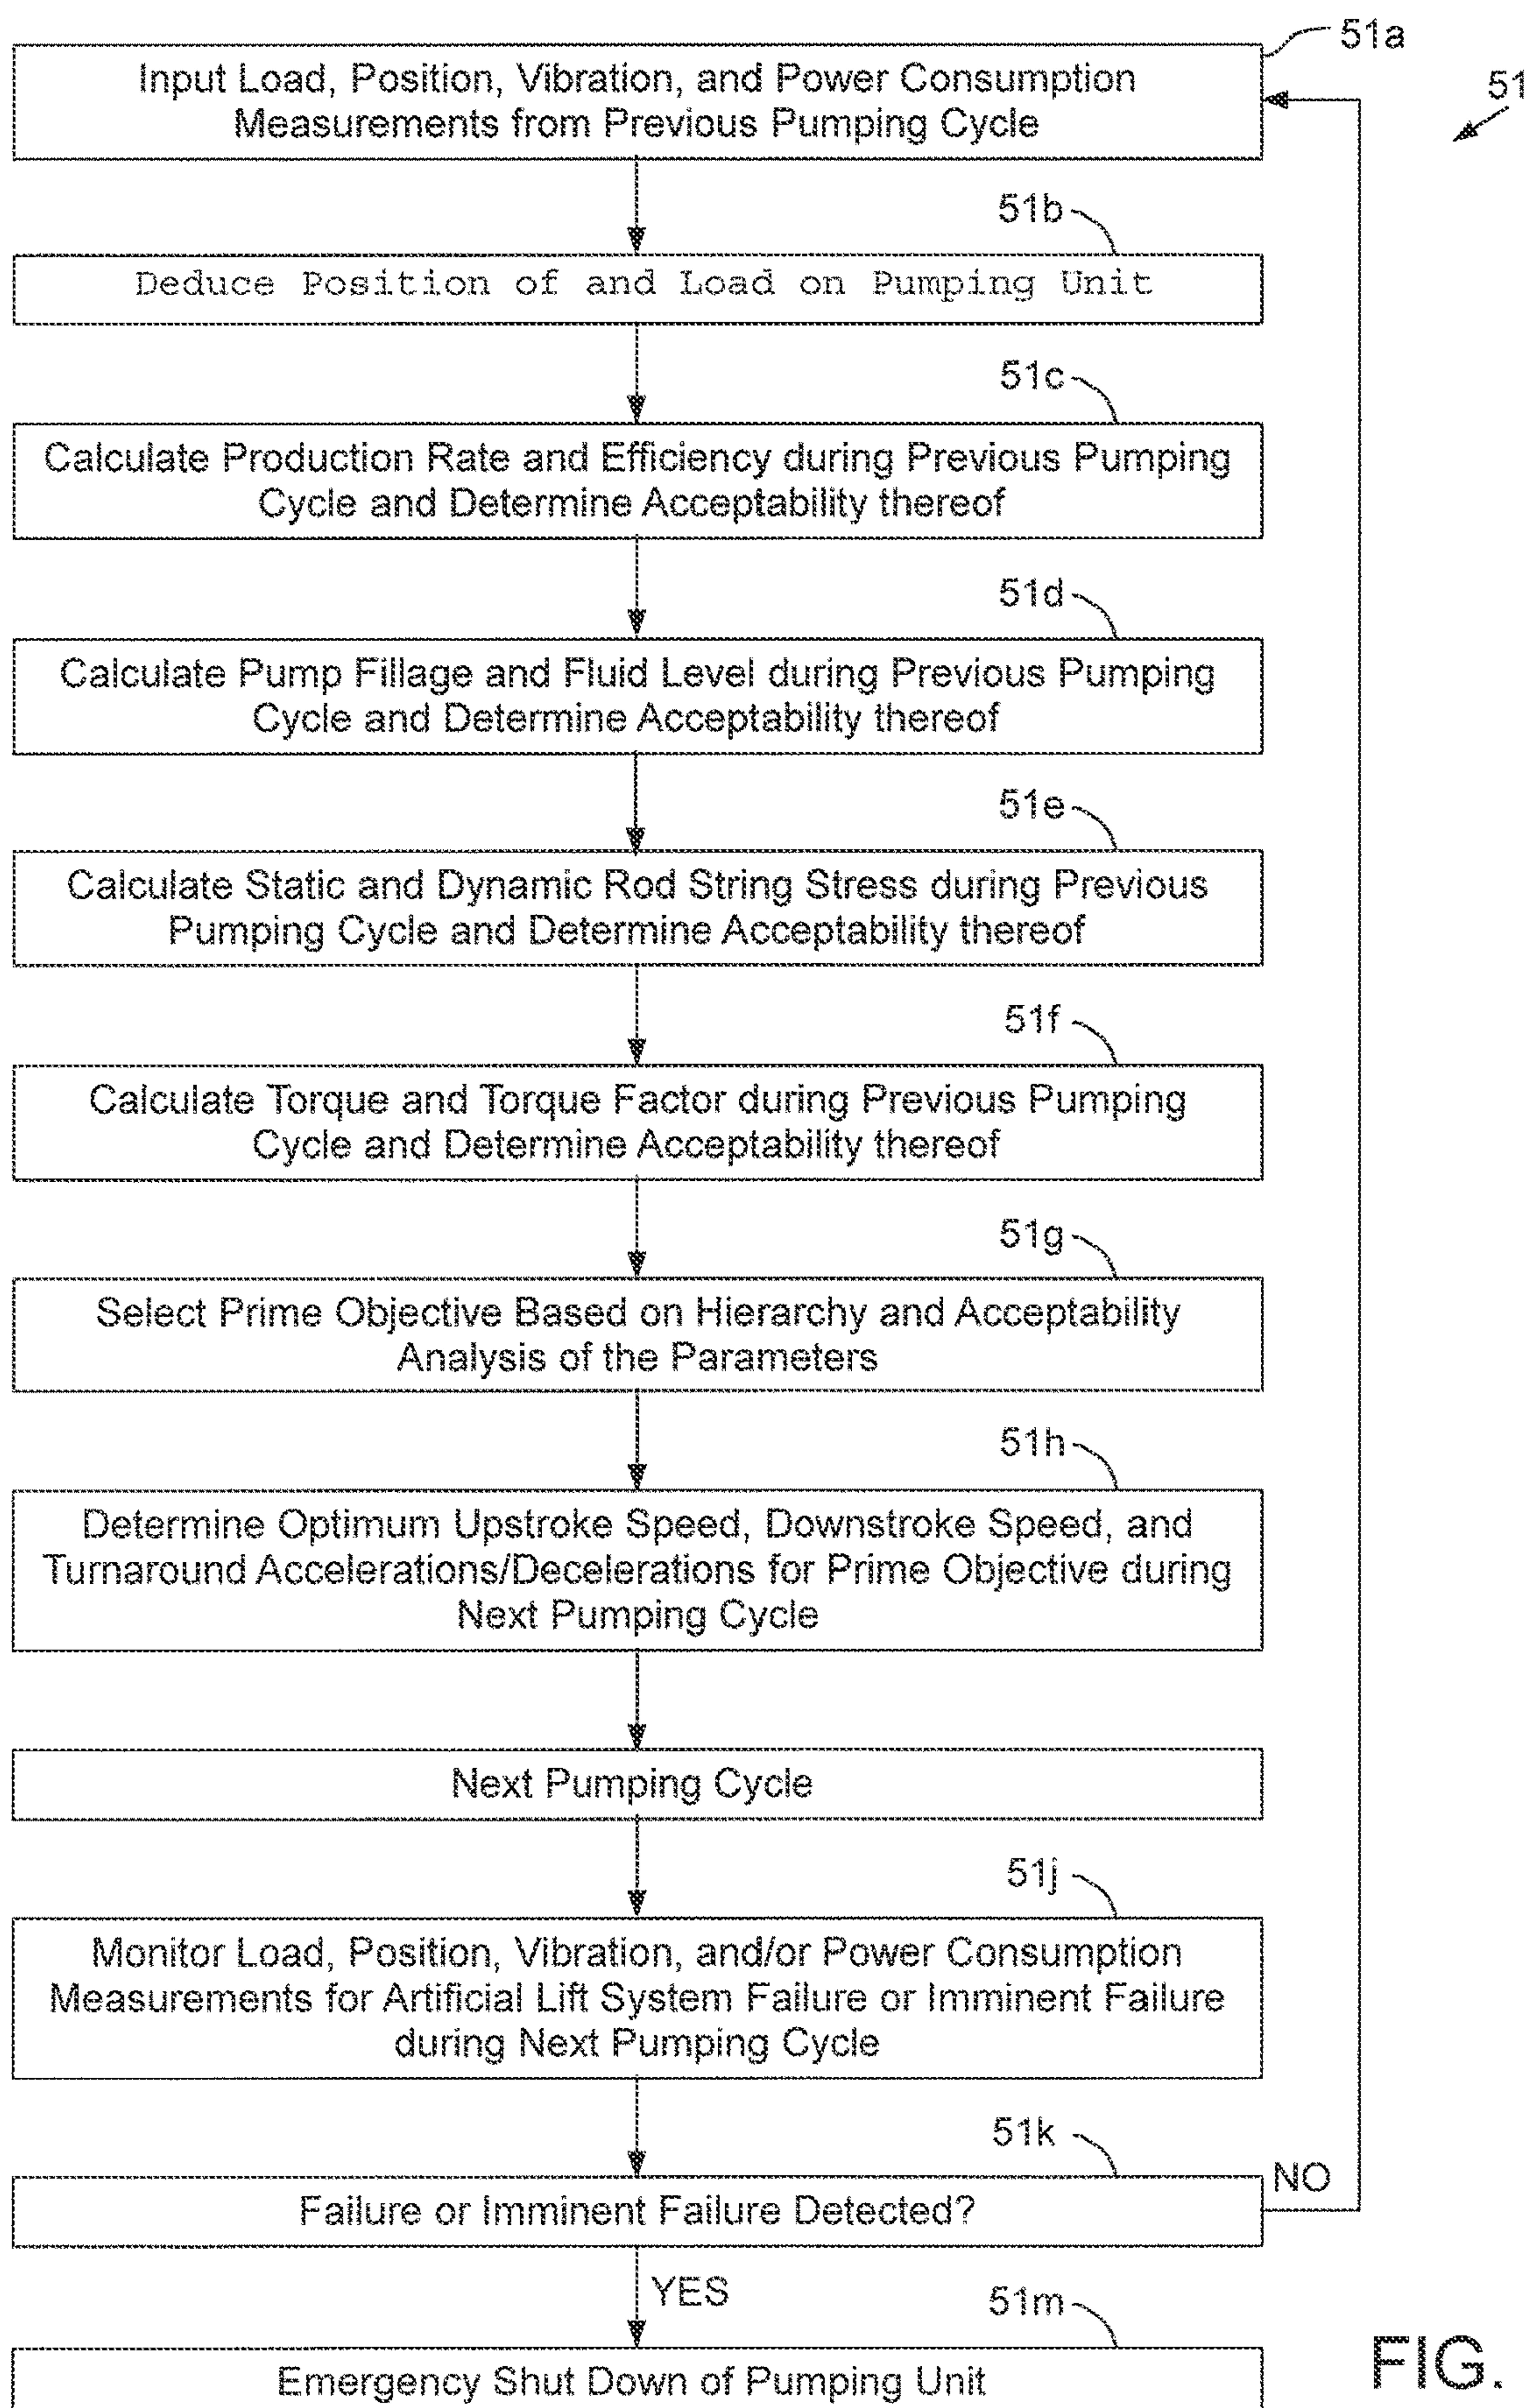 51a
51
Input Load, Position, Vibration, and Power Consumption
Measurements from Previous Pumping Cycle
51b
Deduce Position of and Load on Pumping Unit
51c
Calculate Production Rate and Efficiency during Previous Pumping
Cycle and Determine Acceptability thereof
51d
Calculate Pump Fillage and Fluid Level during Previous Pumping
Cycle and Determine Acceptability thereof
51e
Calculate Static and Dynamic Rod String Stress during Previous
Pumping Cycle and Determine Acceptability thereof
51f
Calculate Torque and Torque Factor during Previous Pumping
Cycle and Determine Acceptability thereof
51g
Select Prime Objective Based on Hierarchy and Acceptability
Analysis of the Parameters
51h
Determine Optimum Upstroke Speed, Downstroke Speed, and
Turnaround Accelerations/Decelerations for Prime Objective during
Next Pumping Cycle
Next Pumping Cycle
51j
Monitor Load, Position, Vibration, and/or Power Consumption
Measurements for Artificial Lift System Failure or Imminent Failure
during Next Pumping Cycle
51k
Failure or Imminent Failure Detected?
NO
YES
51m
Emergency Shut Down of Pumping Unit
FIG.